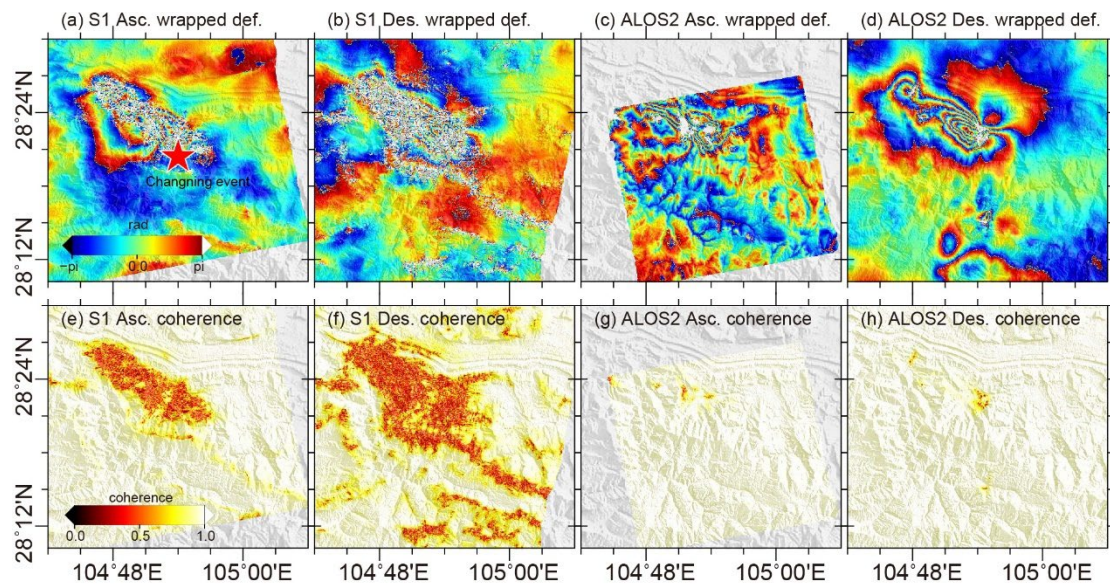 (a) S1 Asc. wrapped def.
(b) S1 Des. wrapped def.
(c) ALOS2 Asc. wrapped def.
(d) ALOS2 Des. wrapped def.
28°24'N
28°12'N
Changning event
rad
−pi 0.0 pi
(e) S1 Asc. coherence
(f) S1 Des. coherence
(g) ALOS2 Asc. coherence
(h) ALOS2 Des. coherence
28°24'N
28°12'N
coherence
0.0 0.5 1.0
104°48'E 105°00'E 104°48'E 105°00'E 104°48'E 105°00'E 104°48'E 105°00'E